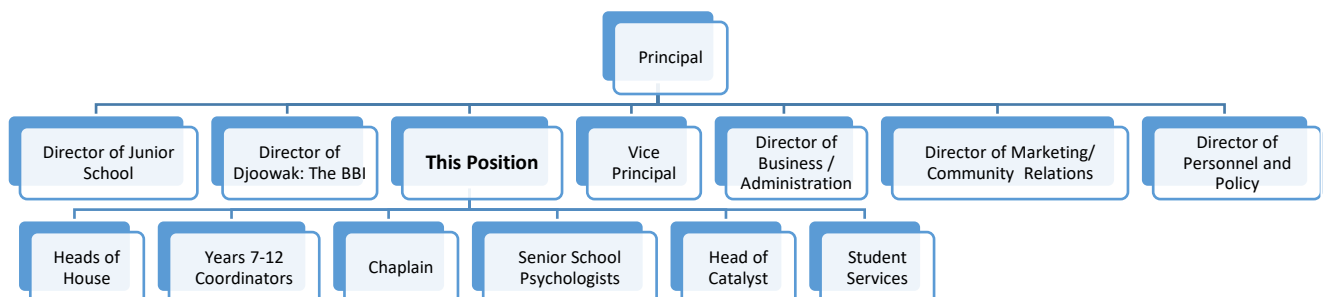 Principal
Director of Junior
School
Director of
Djoowak: The BBI
This Position
Vice
Principal
Director of
Business /
Administration
Director of Marketing/
Community Relations
Director of
Personnel and
Policy
Heads of
House
Years 7-12
Coordinators
Chaplain
Senior School
Psychologists
Head of
Catalyst
Student
Services